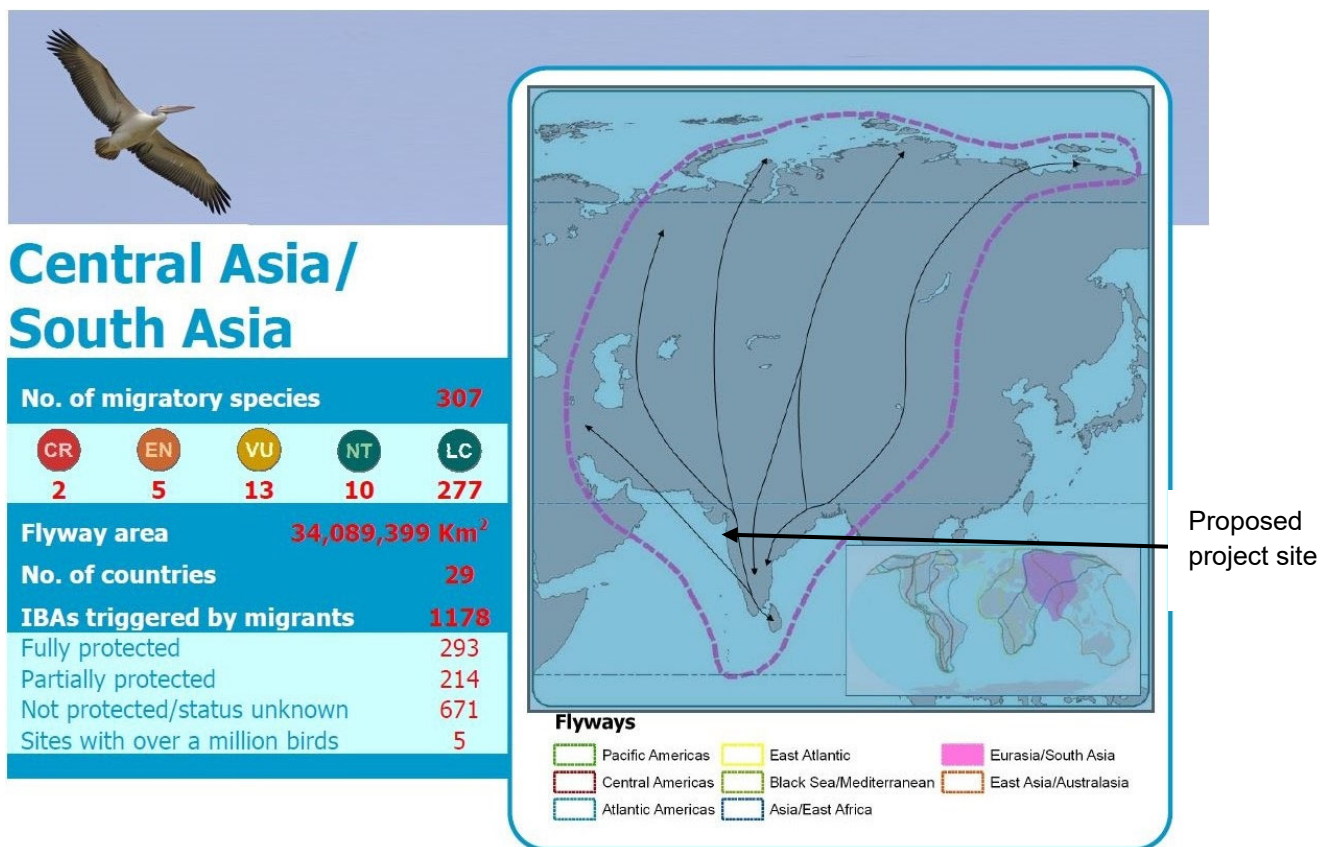 Central Asia/
South Asia
No. of migratory species 307
CR EN VU NT LC
2 5 13 10 277
Flyway area 34,089,399 Km²
No. of countries 29
IBAs triggered by migrants 1178
Fully protected 293
Partially protected 214
Not protected/status unknown 671
Sites with over a million birds 5
Proposed
project site
Flyways
Pacific Americas East Atlantic Eurasia/South Asia
Central Americas Black Sea/Mediterranean East Asia/Australasia
Atlantic Americas Asia/East Africa